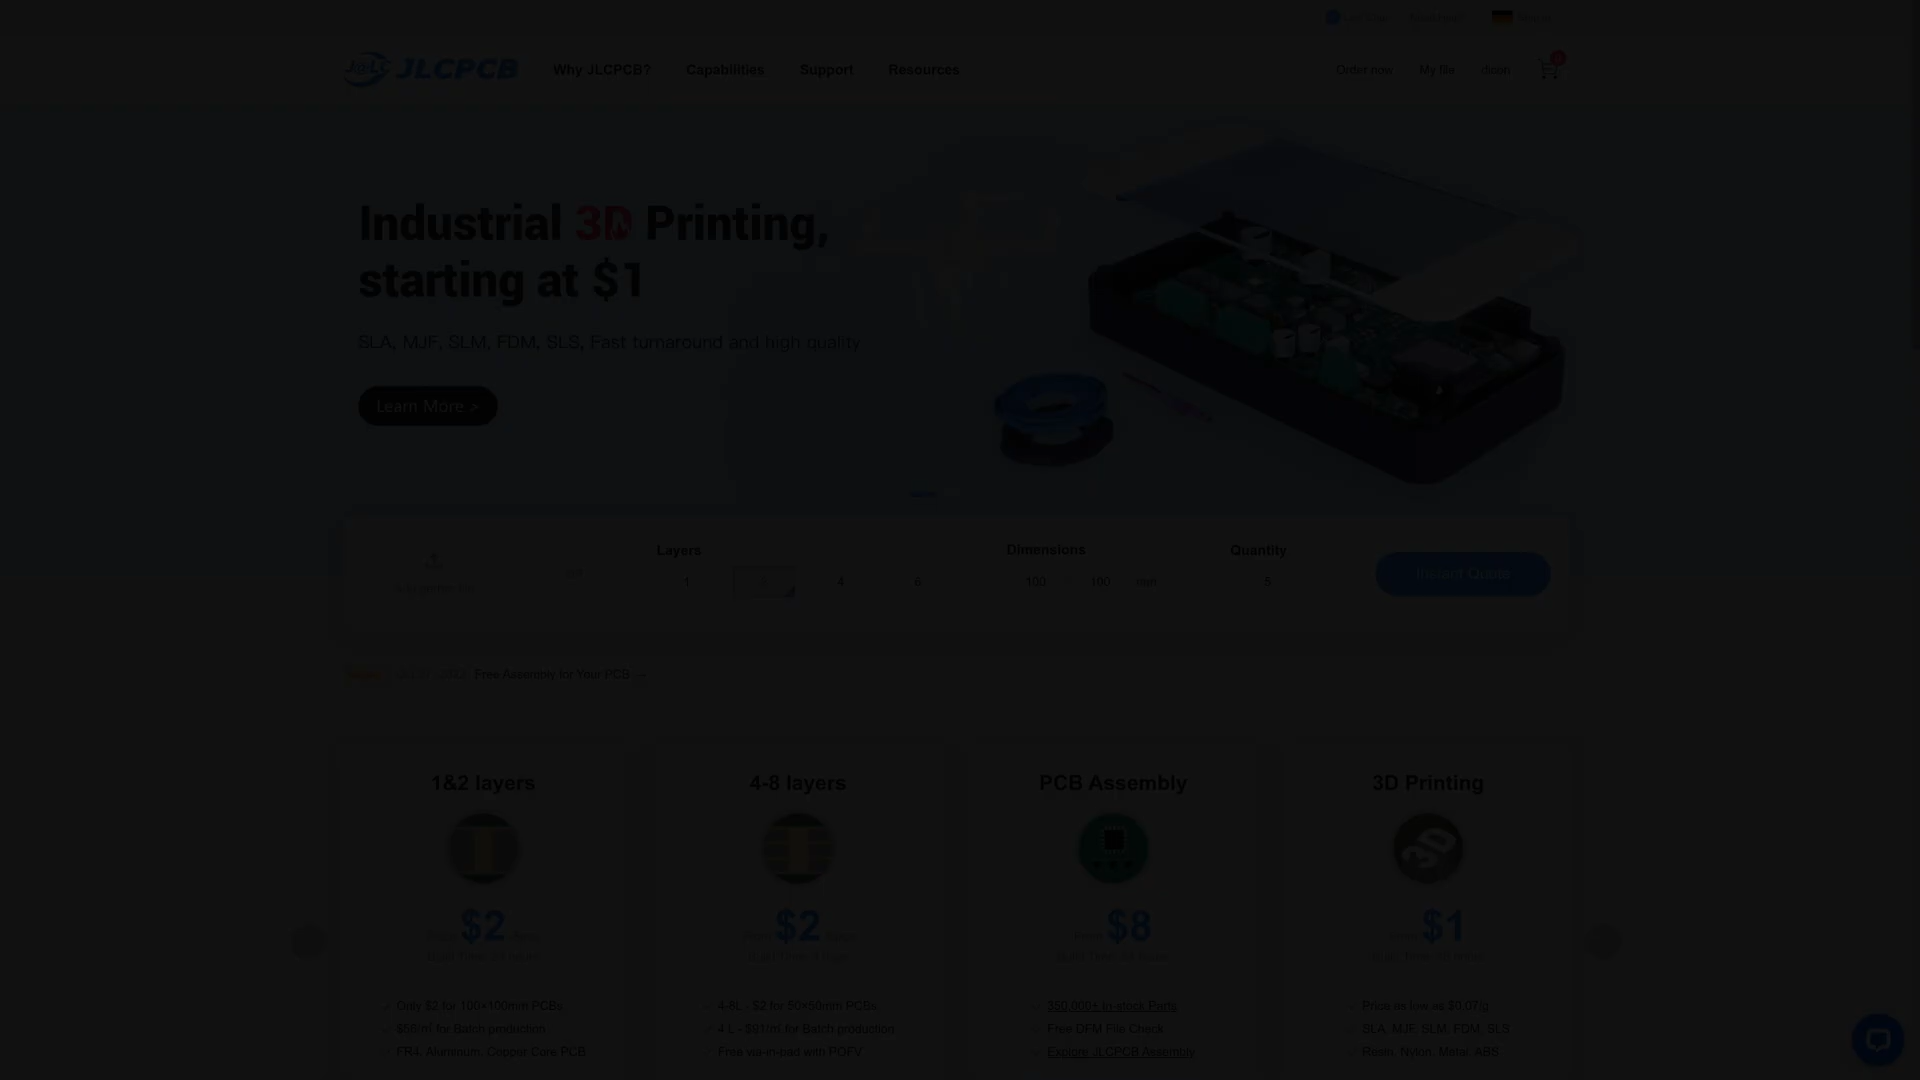 J@LC JLCPCB
Why JLCPCB? Capabilities Support Resources
Order now My file
Industrial 3D Printing,
starting at $1
SLA, MJF, SLM, FDM, SLS, Fast turnaround and high quality
Learn More >
Layers Dimensions Quantity
1 2 4 6 100 100 mm 5
Instant Quote
Free Assembly for Your PCB →
1&2 layers
$2
Only $2 for 100×100mm PCBs
$56/㎡ for Batch production
FR4, Aluminum, Copper Core PCB
4-8 layers
$2
4-8L - $2 for 50×50mm PCBs
4 L - $91/㎡ for Batch production
Free via-in-pad with POFV
PCB Assembly
$8
350,000+ In-stock Parts
Free DFM File Check
Explore JLCPCB Assembly
3D Printing
3D
$1
Price as low as $0.07/g
SLA, MJF, SLM, FDM, SLS
Resin, Nylon, Metal, ABS